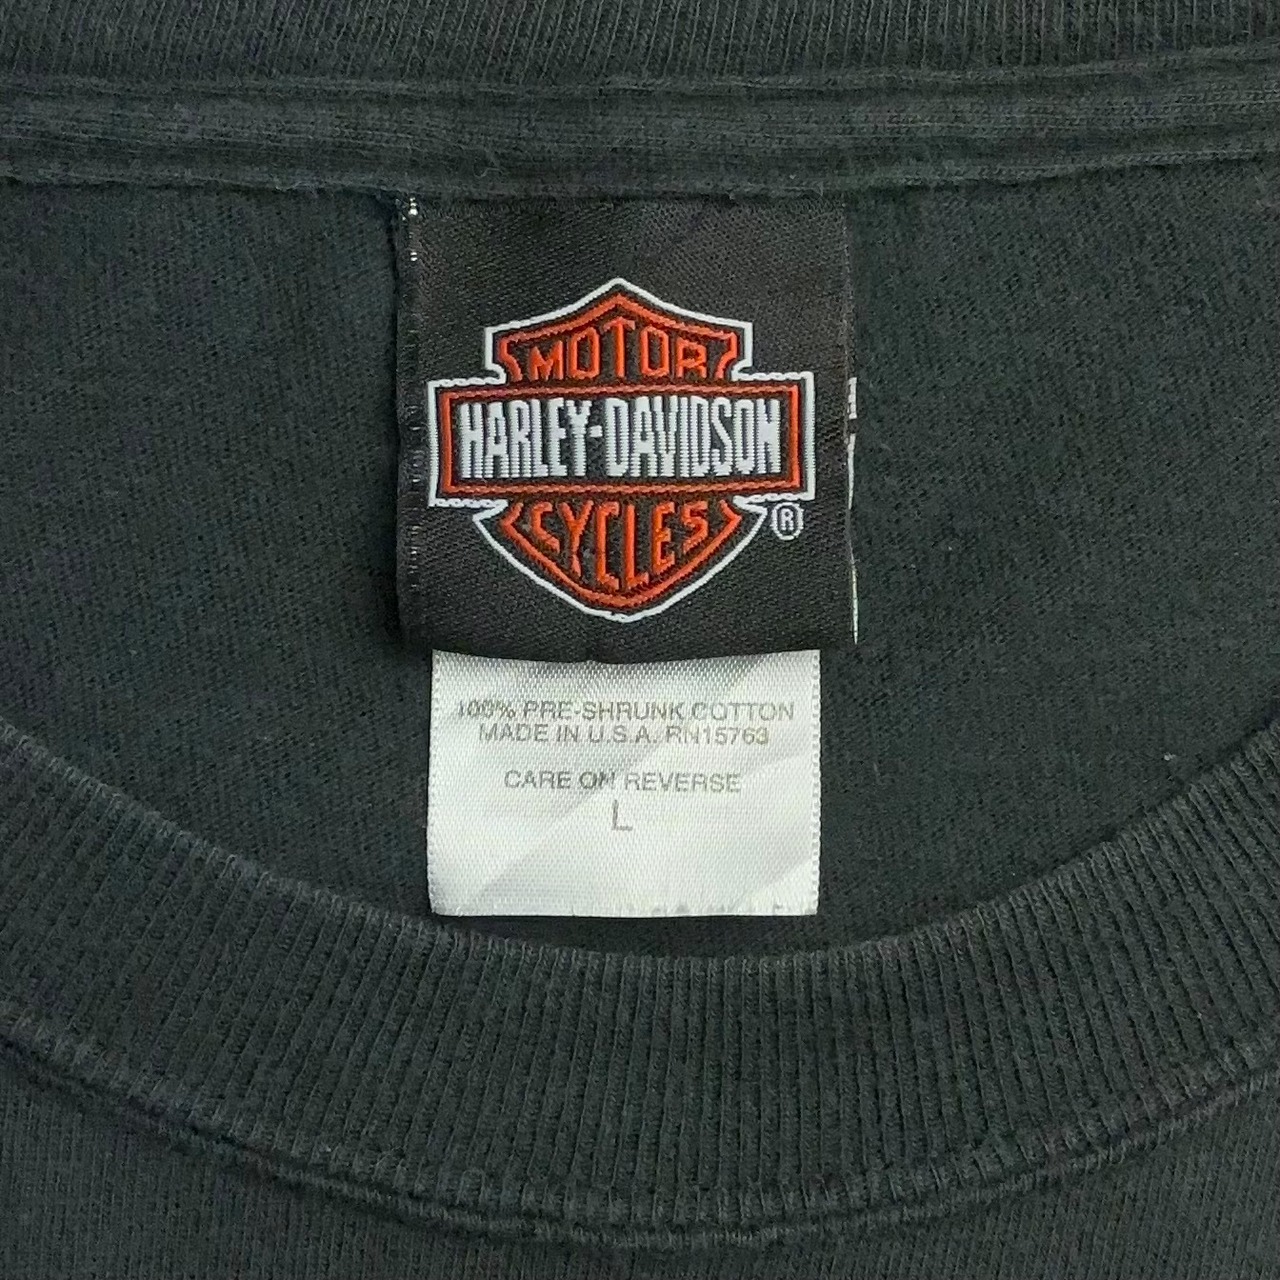 MOTOR
HARLEY-DAVIDSON
CYCLES
®
100% PRE-SHRUNK COTTON
MADE IN U.S.A. RN15763
CARE ON REVERSE
L